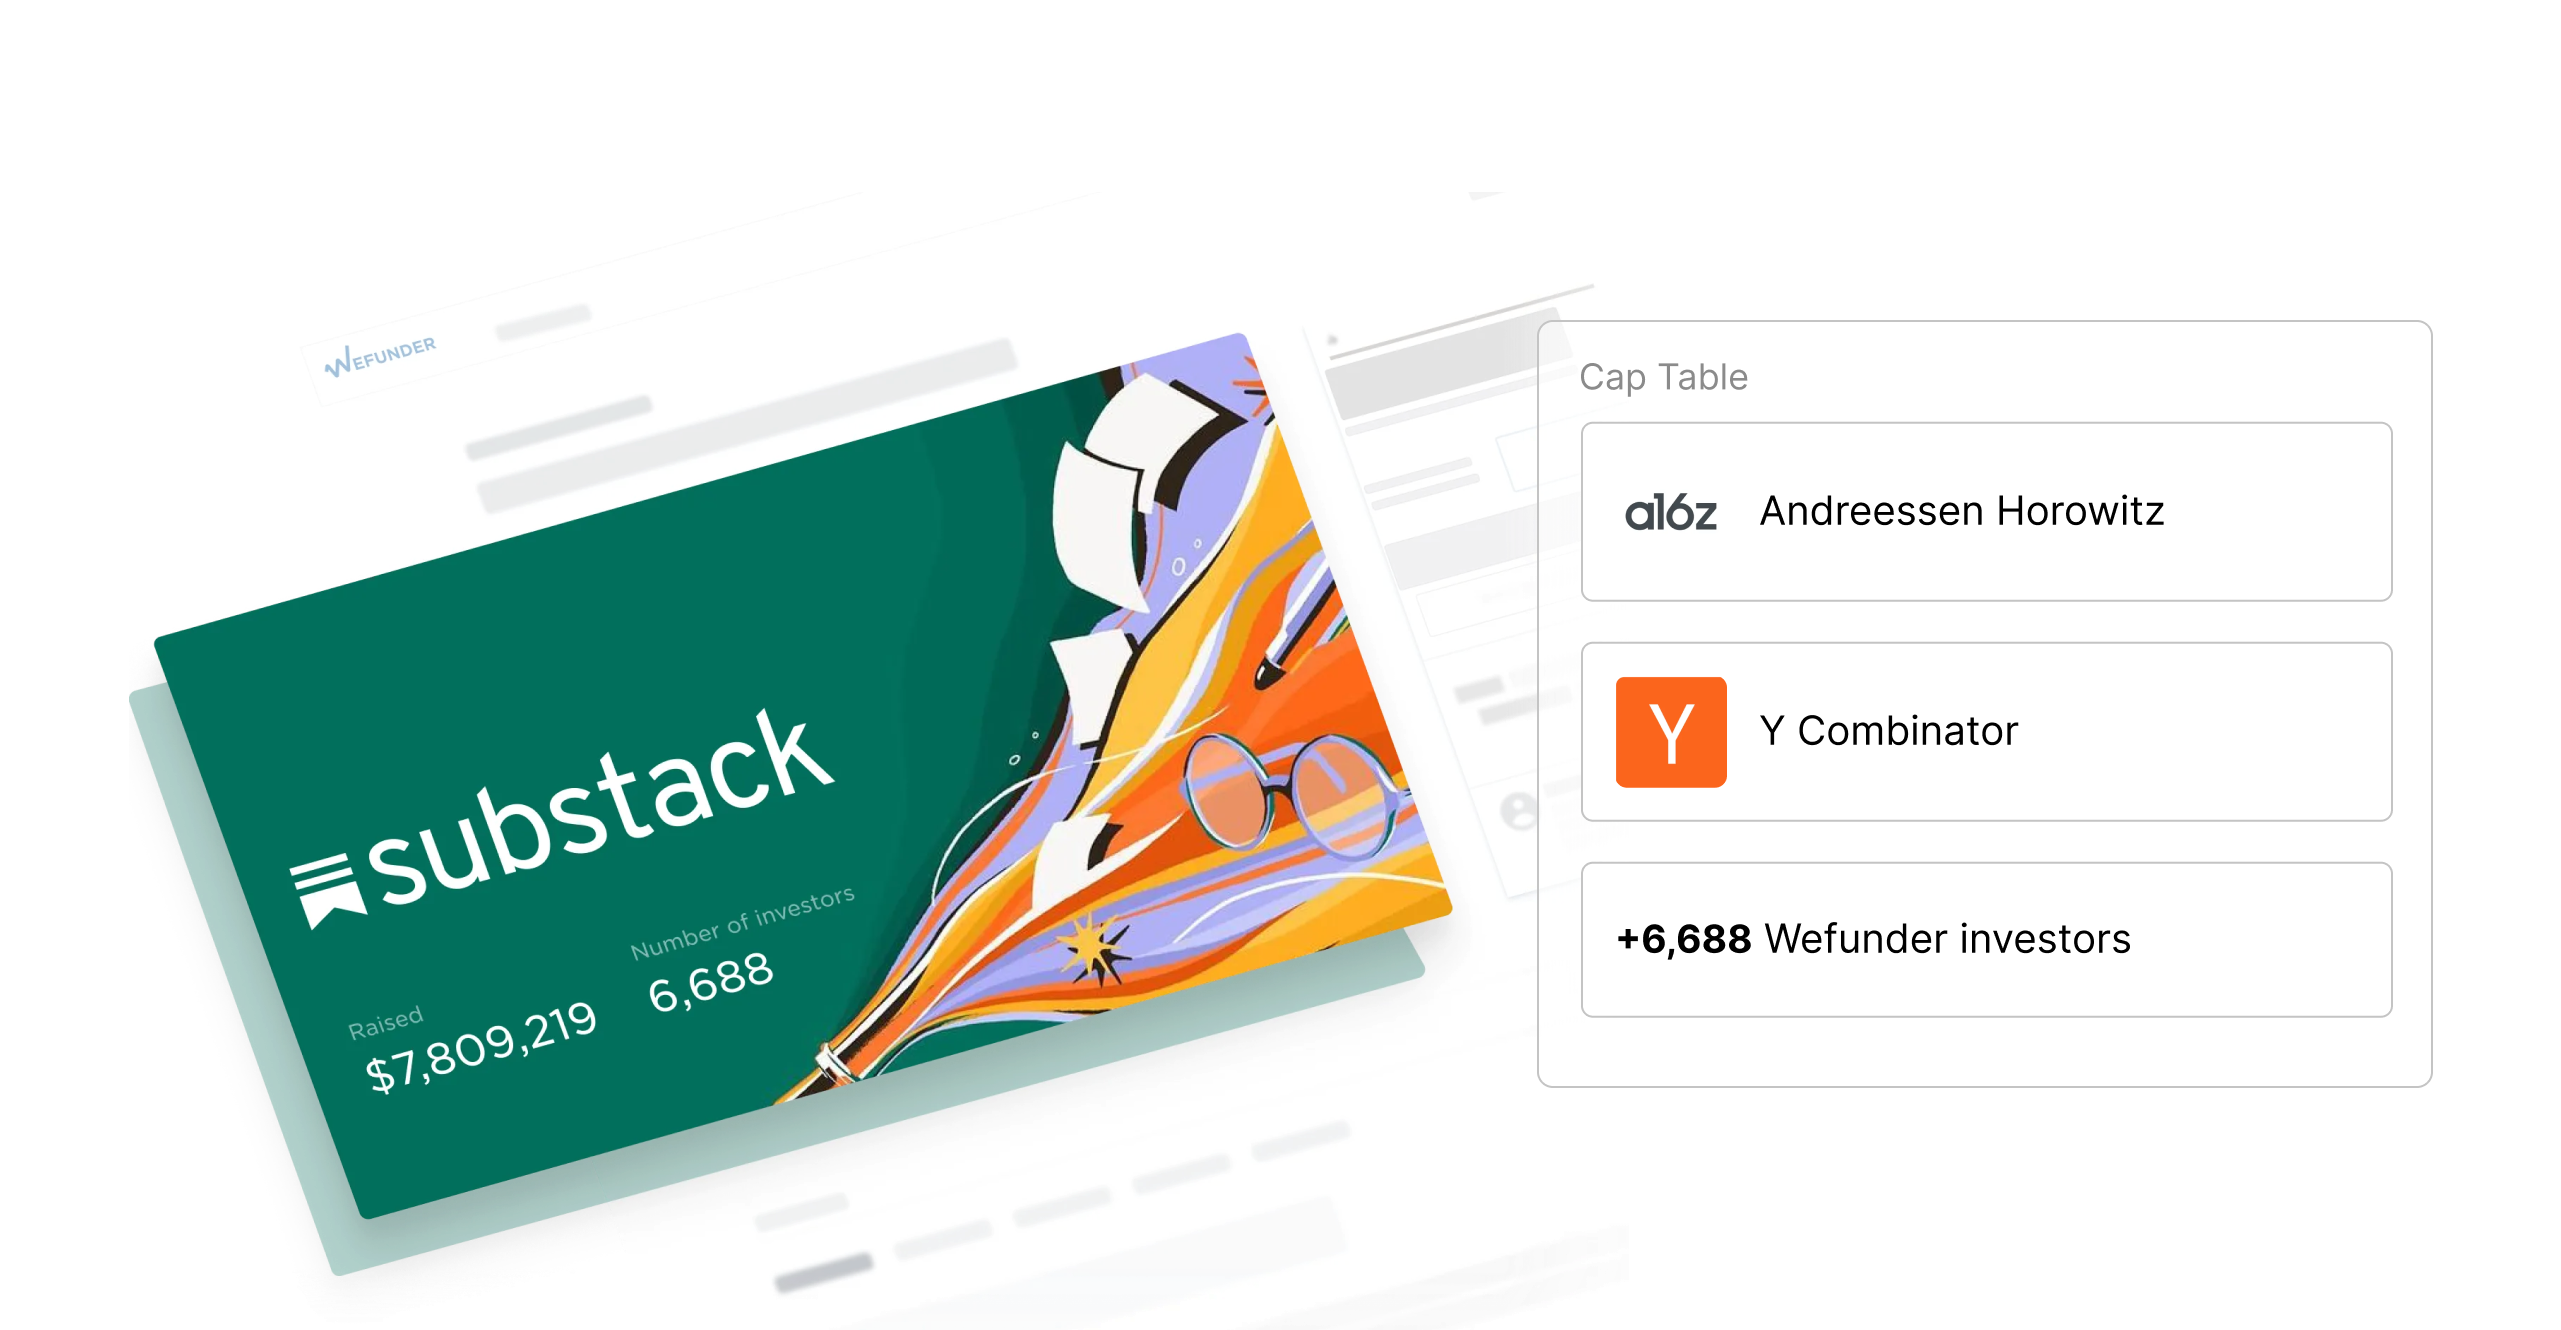 WEFUNDER
substack
Number of investors
6,688
Raised
$7,809,219
Cap Table
a16z Andreessen Horowitz
Y Y Combinator
+6,688 Wefunder investors